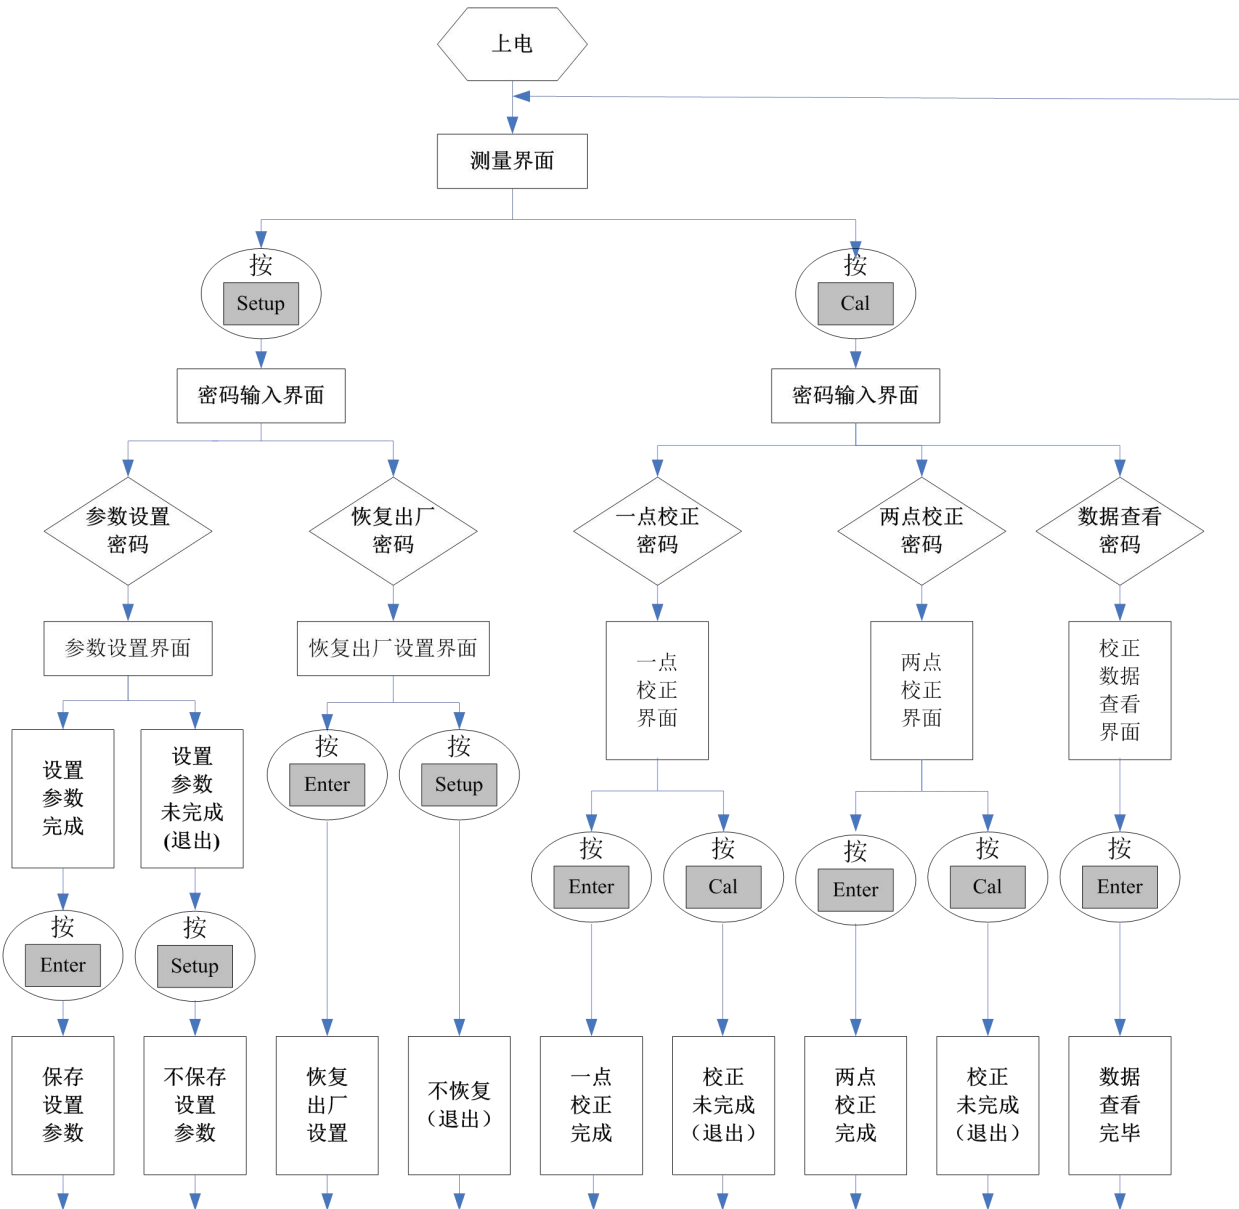 上电
测量界面
按
Setup
按
Cal
密码输入界面
密码输入界面
参数设置
密码
恢复出厂
密码
一点校正
密码
两点校正
密码
数据查看
密码
参数设置界面
恢复出厂设置界面
一点
校正
界面
两点
校正
界面
校正
数据
查看
界面
设置
参数
完成
设置
参数
未完成
(退出)
按
Enter
按
Setup
按
Enter
按
Cal
按
Enter
按
Cal
按
Enter
按
Enter
按
Setup
保存
设置
参数
不保存
设置
参数
恢复
出厂
设置
不恢复
（退出）
一点
校正
完成
校正
未完成
（退出）
两点
校正
完成
校正
未完成
（退出）
数据
查看
完毕